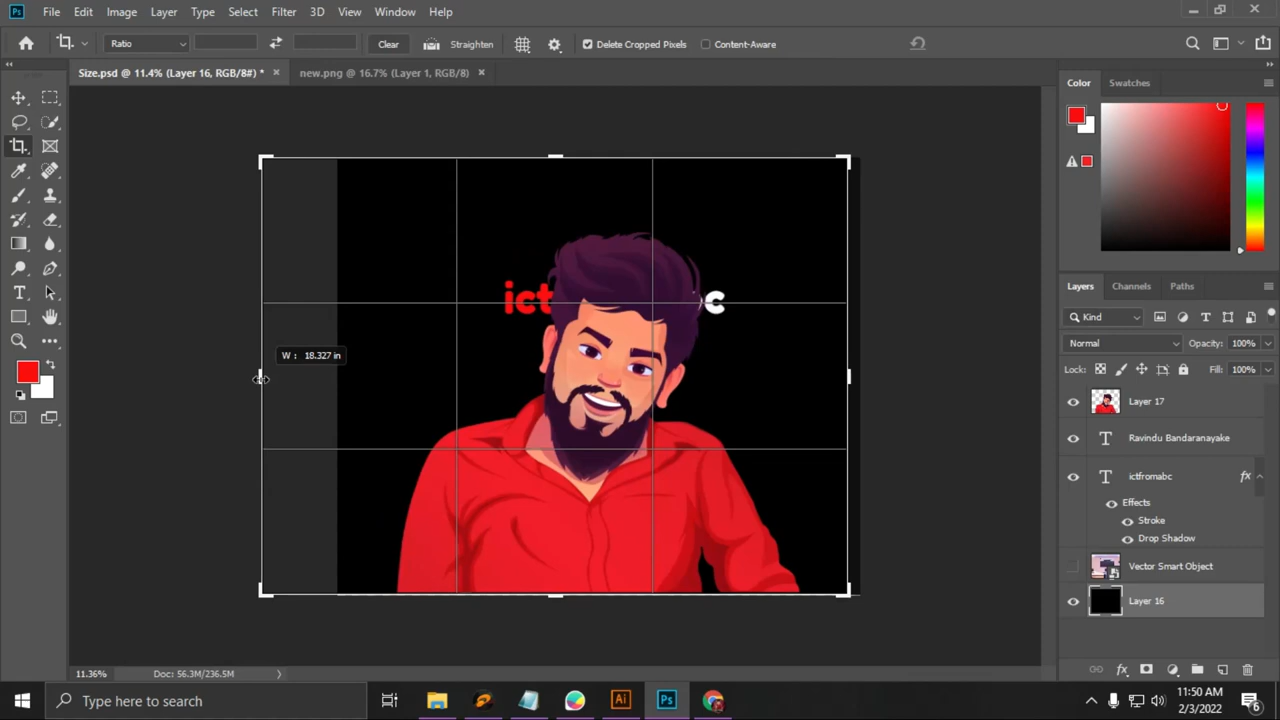 Ps File Edit Image Layer Type Select Filter 3D View Window Help
Ratio Clear Straighten Delete Cropped Pixels Content-Aware
Size.psd @ 11.4% (Layer 16, RGB/8#) * new.png @ 16.7% (Layer 1, RGB/8)
Color Swatches
ict c
W : 18.327 in
Layers Channels Paths
Kind
Normal Opacity: 100%
Lock: Fill: 100%
Layer 17
T Ravindu Bandaranayake
T ictfromabc fx
Effects
Stroke
Drop Shadow
Vector Smart Object
Layer 16
11.36% Doc: 56.3M/236.5M
Type here to search
Ai Ps
11:50 AM
2/3/2022
6